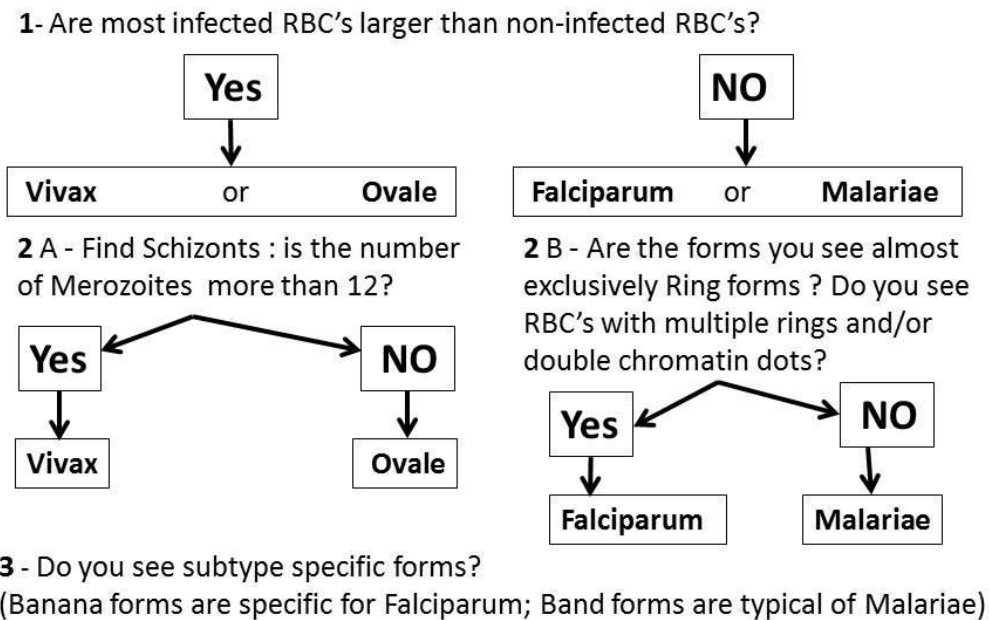 1- Are most infected RBC's larger than non-infected RBC's?
Yes
NO
Vivax or Ovale
Falciparum or Malariae
2 A - Find Schizonts : is the number
of Merozoites more than 12?
Yes
NO
Vivax
Ovale
2 B - Are the forms you see almost
exclusively Ring forms ? Do you see
RBC's with multiple rings and/or
double chromatin dots?
Yes
NO
Falciparum
Malariae
3 - Do you see subtype specific forms?
(Banana forms are specific for Falciparum; Band forms are typical of Malariae)